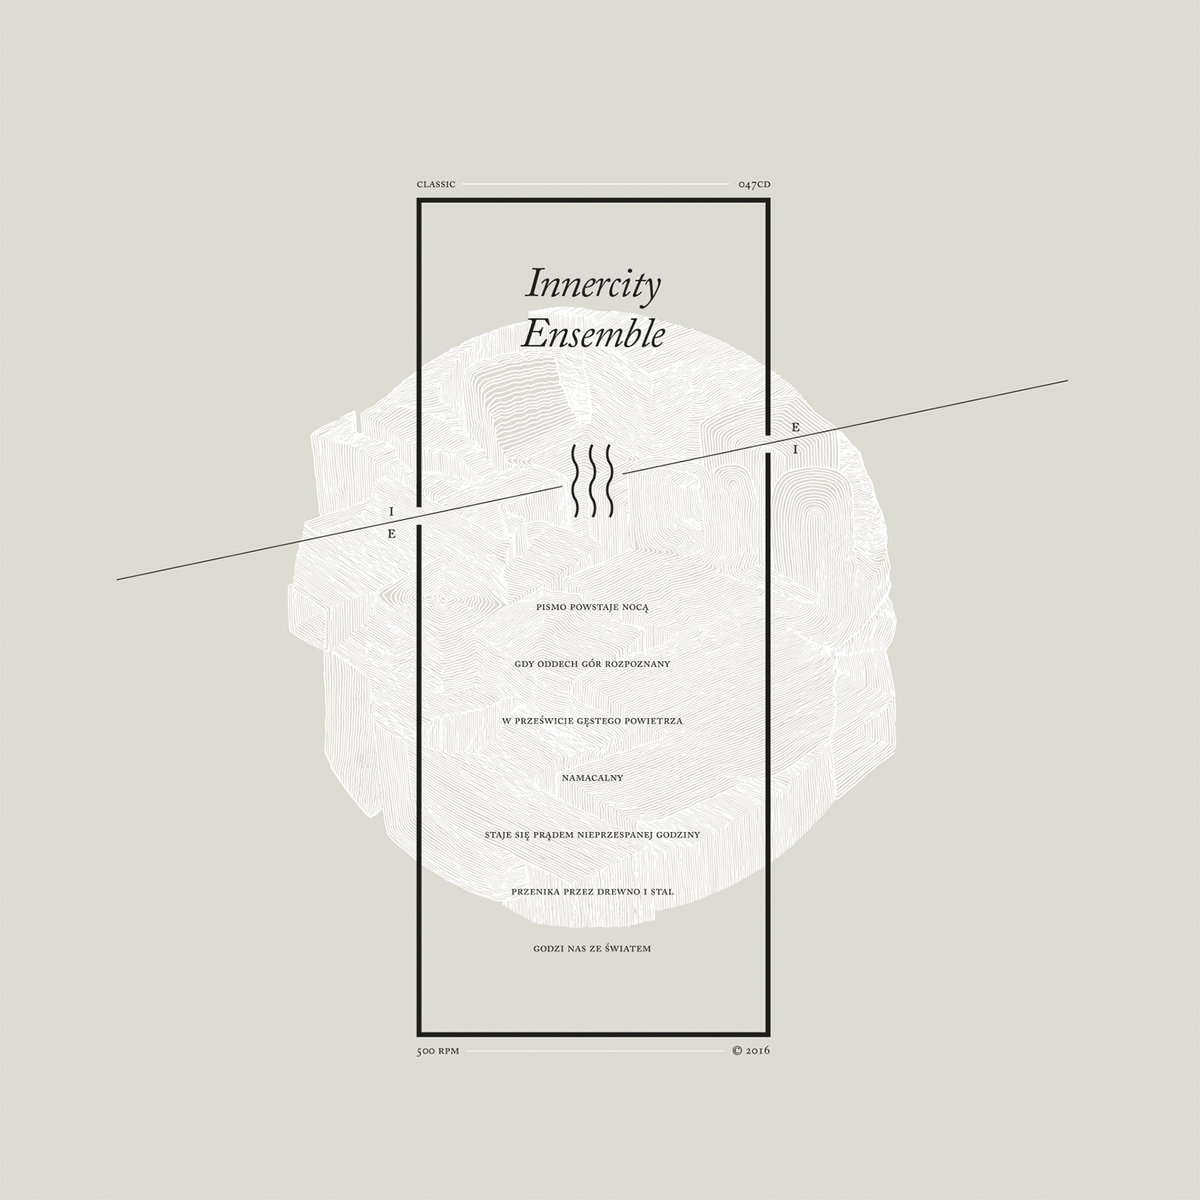 CLASSIC 047CD
Innercity
Ensemble
E
I
I
E
PISMO POWSTAJE NOCĄ
GDY ODDECH GÓR ROZPOZNANY
W PRZEŚWICIE GĘSTEGO POWIETRZA
NAMACALNY
STAJE SIĘ PRĄDEM NIEPRZESPANEJ GODZINY
PRZENIKA PRZEZ DREWNO I STAL
GODZI NAS ZE ŚWIATEM
500 RPM © 2016